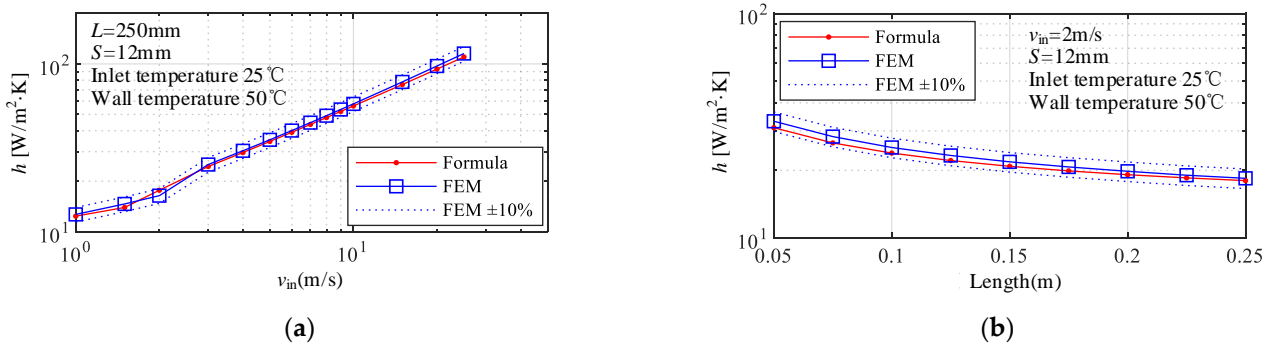 h [W/m²·K]
10²
10¹
L=250mm
S=12mm
Inlet temperature 25℃
Wall temperature 50℃
Formula
FEM
FEM ±10%
10⁰
10¹
vin(m/s)
(a)
h [W/m²·K]
10²
10¹
Formula
FEM
FEM ±10%
vin=2m/s
S=12mm
Inlet temperature 25℃
Wall temperature 50℃
0.05
0.1
0.15
0.2
0.25
Length(m)
(b)